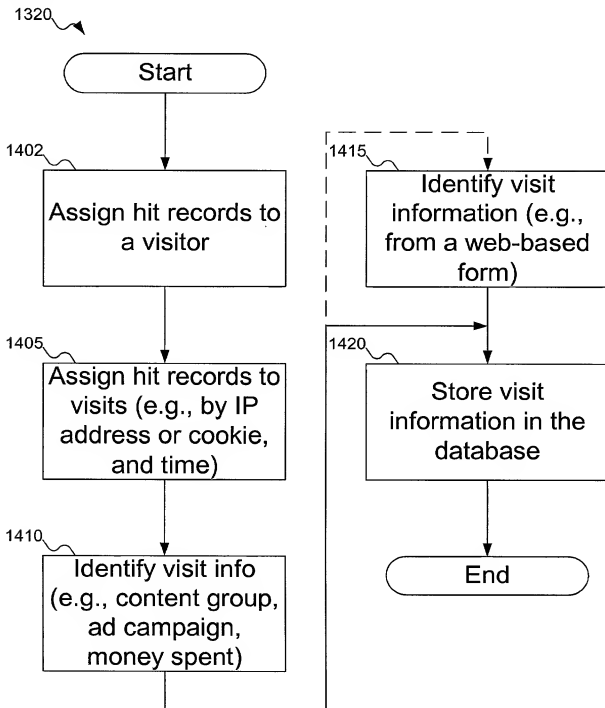 1320
Start
1402
Assign hit records to
a visitor
1405
Assign hit records to
visits (e.g., by IP
address or cookie,
and time)
1410
Identify visit info
(e.g., content group,
ad campaign,
money spent)
1415
Identify visit
information (e.g.,
from a web-based
form)
1420
Store visit
information in the
database
End